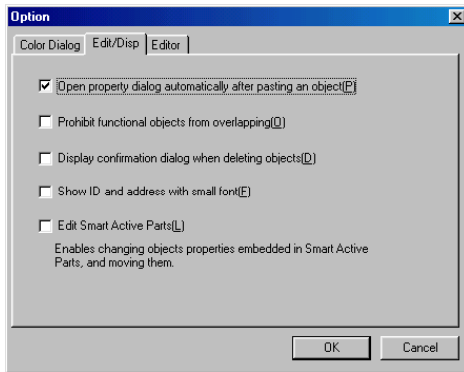 Option
Color Dialog Edit/Disp Editor
Open property dialog automatically after pasting an object(P)
Prohibit functional objects from overlapping(O)
Display confirmation dialog when deleting objects(D)
Show ID and address with small font(F)
Edit Smart Active Parts(L)
Enables changing objects properties embedded in Smart Active
Parts, and moving them.
OK Cancel